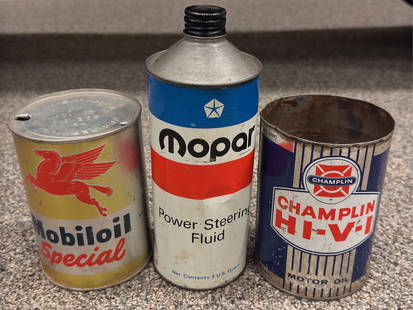 Mobiloil
Special
Mopar
Power Steering
Fluid
Net Contents 1 U.S. Quart
CHAMPLIN
CHAMPLIN
HI-V-I
MOTOR OIL